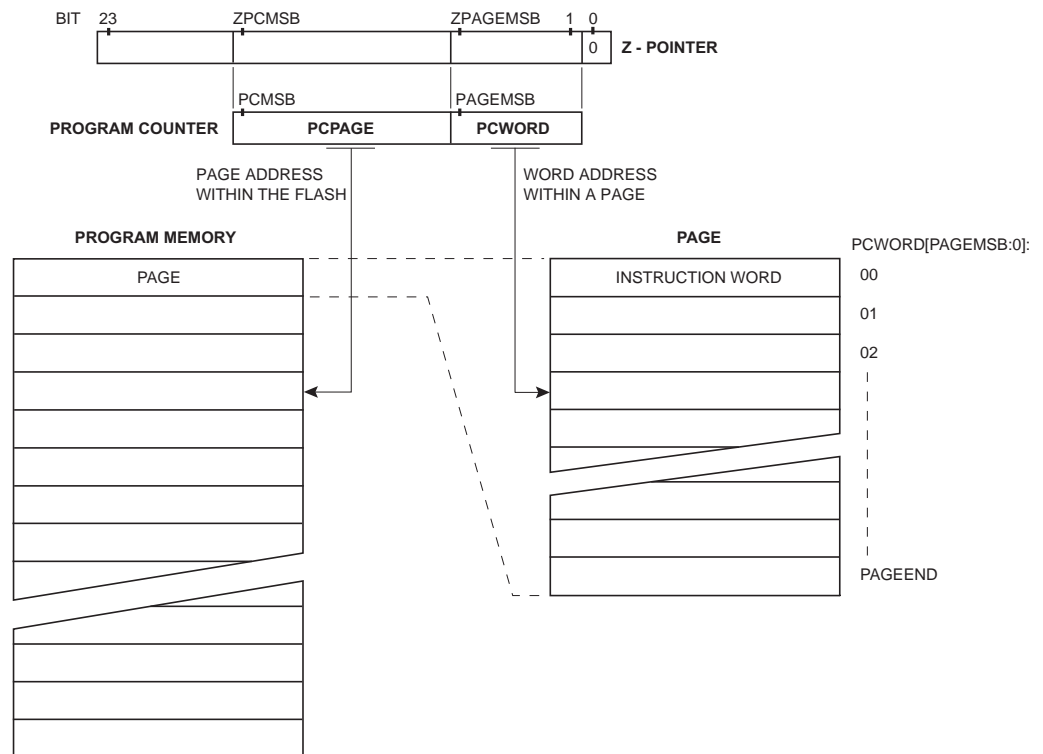 BIT 23 ZPCMSB ZPAGEMSB 1 0
0 Z - POINTER
PCMSB PAGEMSB
PROGRAM COUNTER PCPAGE PCWORD
PAGE ADDRESS
WITHIN THE FLASH
WORD ADDRESS
WITHIN A PAGE
PROGRAM MEMORY
PAGE
PAGE
INSTRUCTION WORD
PCWORD[PAGEMSB:0]:
00
01
02
PAGEEND